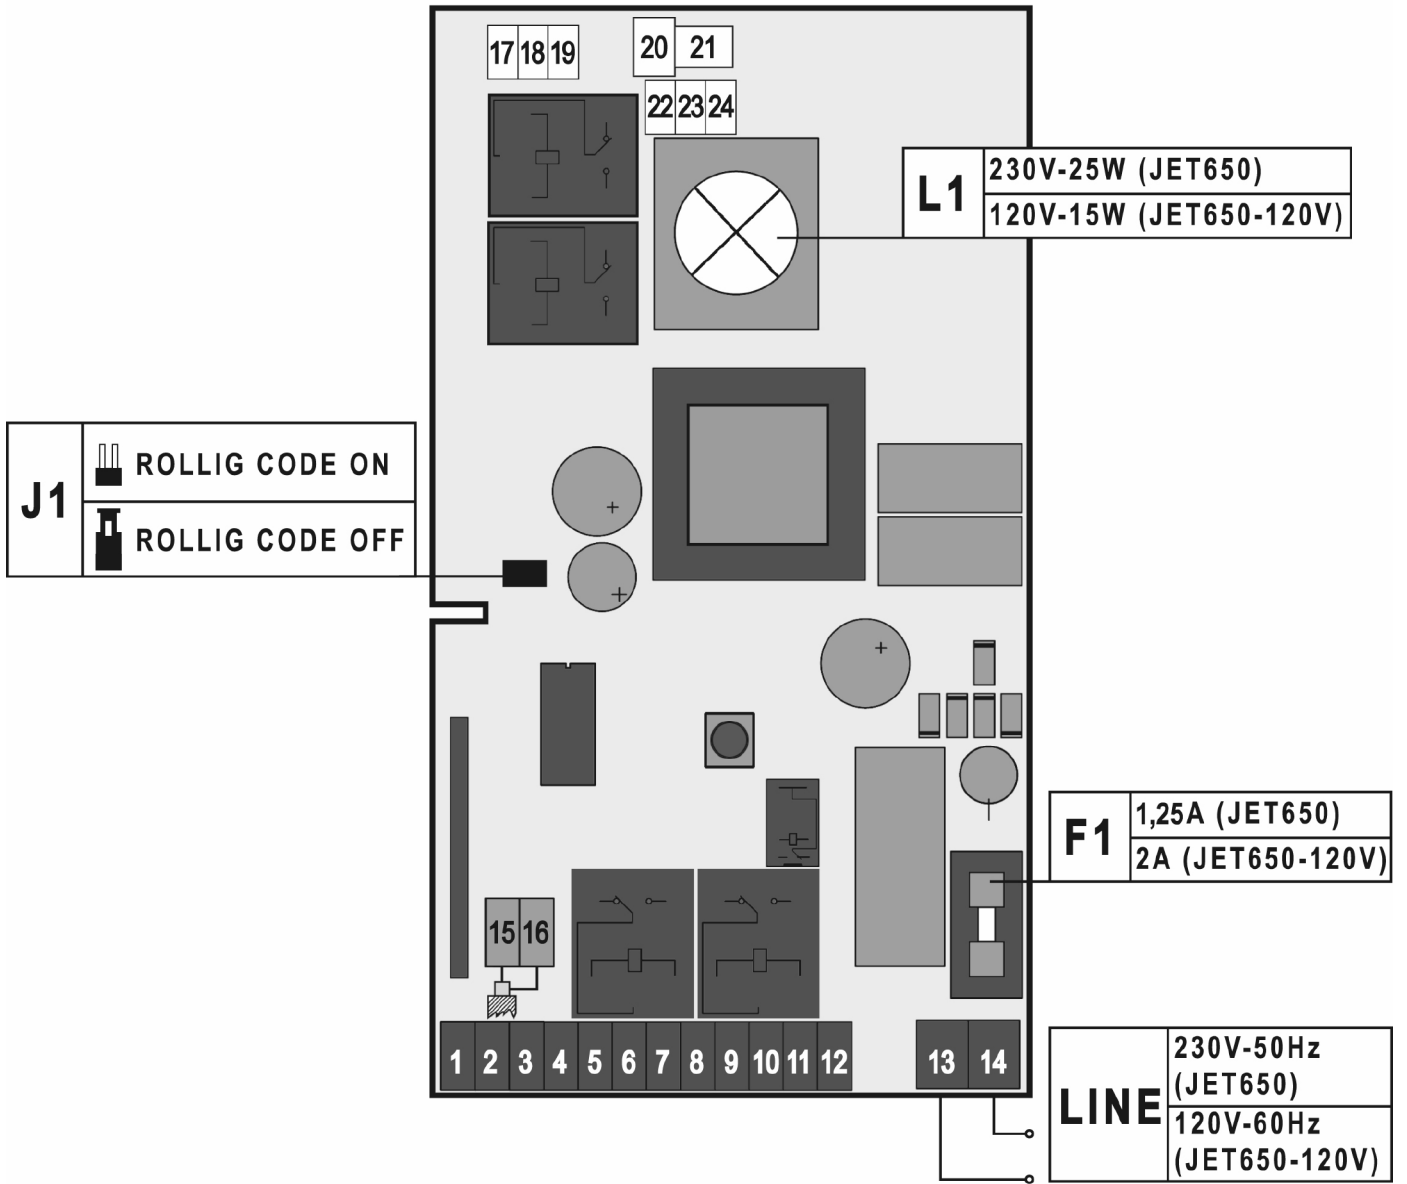 17 18 19
20 21
22 23 24
L1
230V-25W (JET650)
120V-15W (JET650-120V)
J1
ROLLIG CODE ON
ROLLIG CODE OFF
+
+
+
F1
1,25A (JET650)
2A (JET650-120V)
15 16
1 2 3 4 5 6 7 8 9 10 11 12
13 14
LINE
230V-50Hz
(JET650)
120V-60Hz
(JET650-120V)